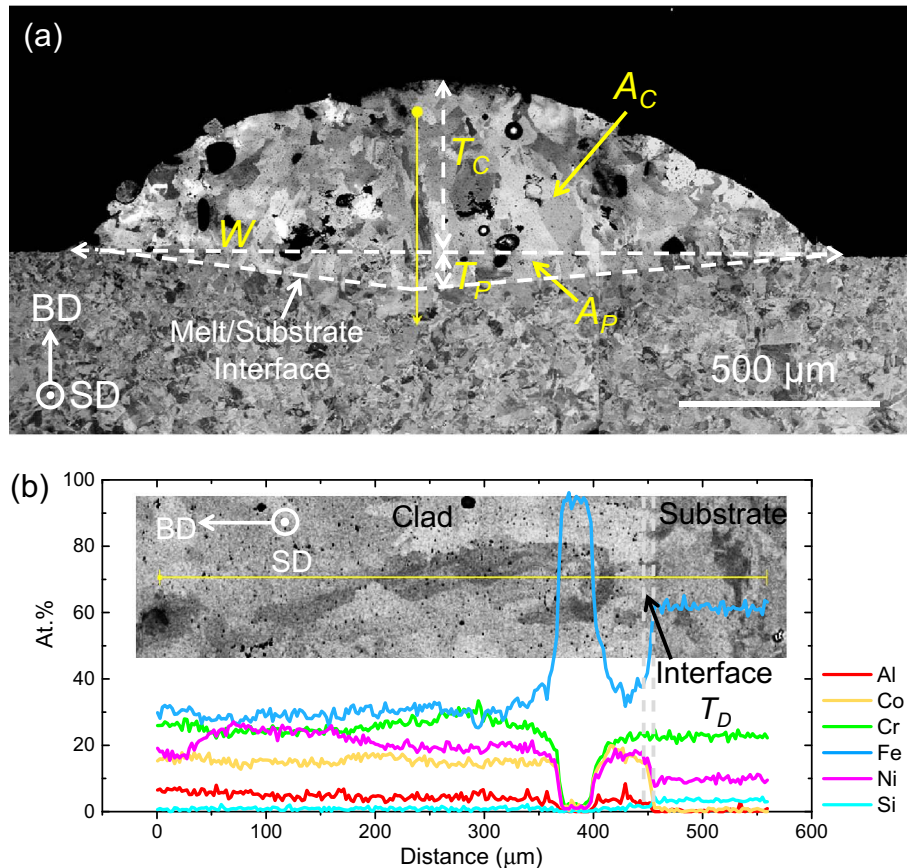 (a)
A_C
T_C
W
T_P
A_P
Melt/Substrate
Interface
BD
SD
500 μm
(b)
100
80
60
40
20
0
At.%
BD
SD
Clad
Substrate
Interface
T_D
Al
Co
Cr
Fe
Ni
Si
0
100
200
300
400
500
600
Distance (μm)